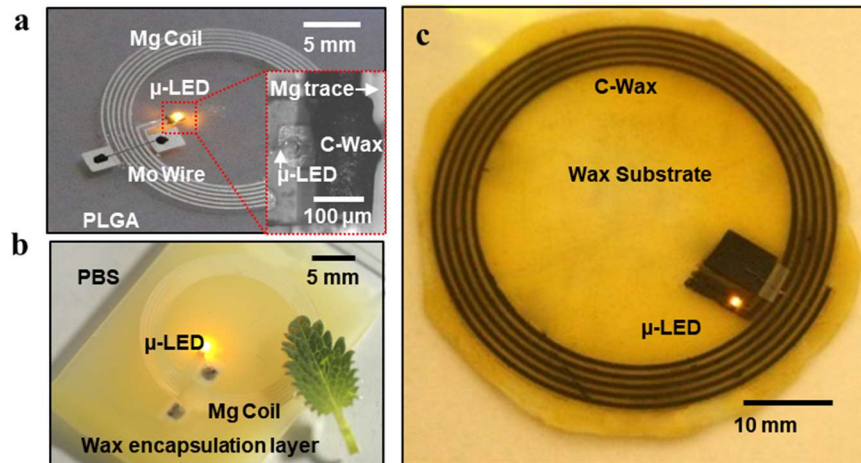 a
Mg Coil
5 mm
μ-LED
Mg trace
C-Wax
Mo Wire
μ-LED
100 μm
PLGA
b
PBS
5 mm
μ-LED
Mg Coil
Wax encapsulation layer
c
C-Wax
Wax Substrate
μ-LED
10 mm